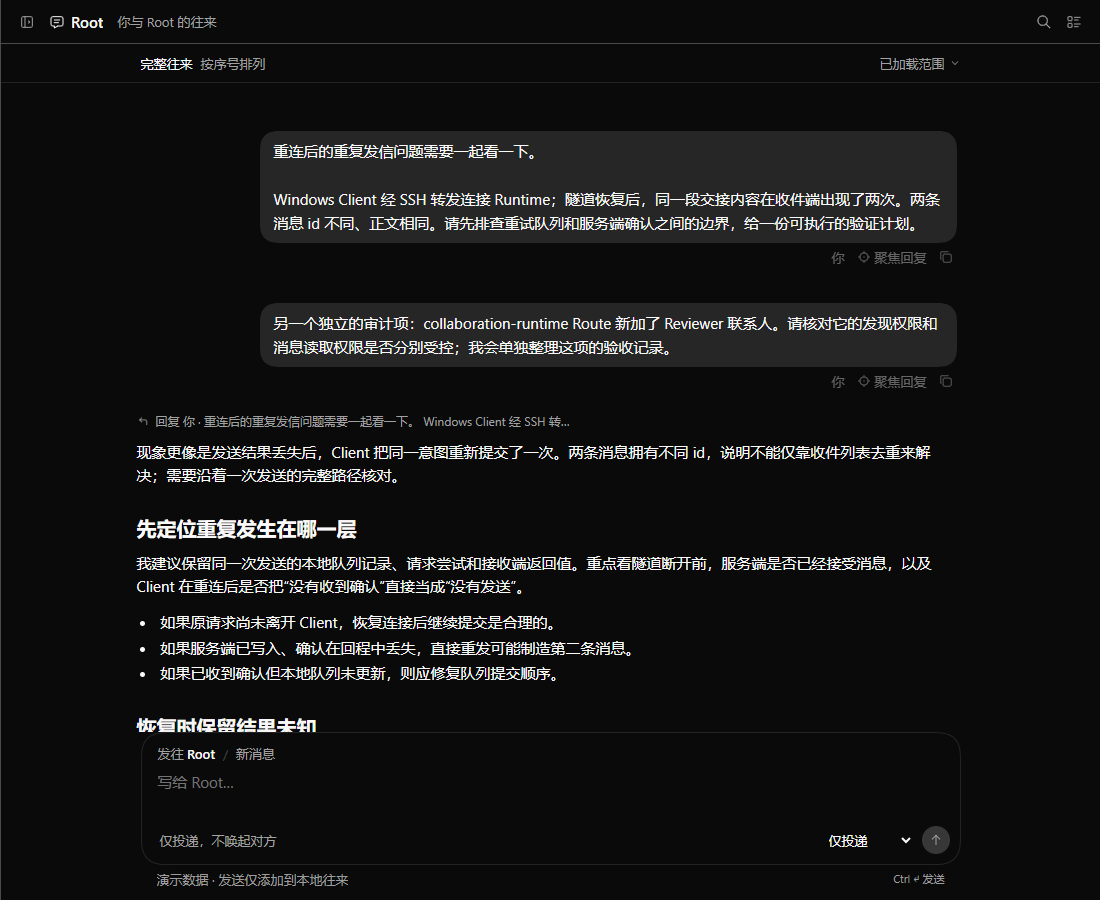 Root 你与 Root 的往来
完整往来 按序号排列 已加载范围
重连后的重复发信问题需要一起看一下。
Windows Client 经 SSH 转发连接 Runtime；隧道恢复后，同一段交接内容在收件端出现了两次。两条
消息 id 不同、正文相同。请先排查重试队列和服务端确认之间的边界，给一份可执行的验证计划。
你 聚焦回复
另一个独立的审计项：collaboration-runtime Route 新加了 Reviewer 联系人。请核对它的发现权限和
消息读取权限是否分别受控；我会单独整理这项的验收记录。
你 聚焦回复
回复 你 · 重连后的重复发信问题需要一起看一下。 Windows Client 经 SSH 转...
现象更像是发送结果丢失后，Client 把同一意图重新提交了一次。两条消息拥有不同 id，说明不能仅靠收件列表去重来解
决；需要沿着一次发送的完整路径核对。
先定位重复发生在哪一层
我建议保留同一次发送的本地队列记录、请求尝试和接收端返回值。重点看隧道断开前，服务端是否已经接受消息，以及
Client 在重连后是否把“没有收到确认”直接当成“没有发送”。
• 如果原请求尚未离开 Client，恢复连接后继续提交是合理的。
• 如果服务端已写入、确认在回程中丢失，直接重发可能制造第二条消息。
• 如果已收到确认但本地队列未更新，则应修复队列提交顺序。
恢复时保留结果未知
发往 Root / 新消息
写给 Root...
仅投递，不唤起对方 仅投递
演示数据 · 发送仅添加到本地往来 Ctrl ↵ 发送